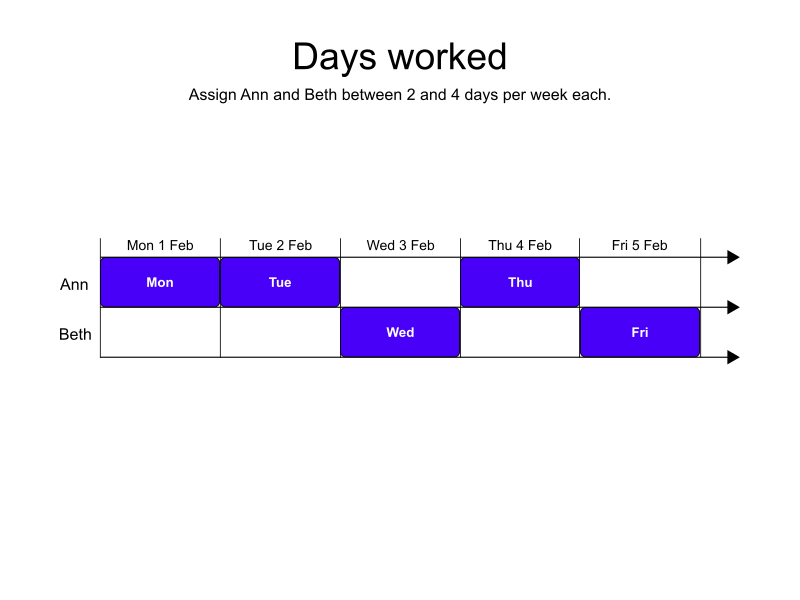 Days worked
Assign Ann and Beth between 2 and 4 days per week each.
Mon 1 Feb Tue 2 Feb Wed 3 Feb Thu 4 Feb Fri 5 Feb
Ann Mon Tue Thu
Beth Wed Fri